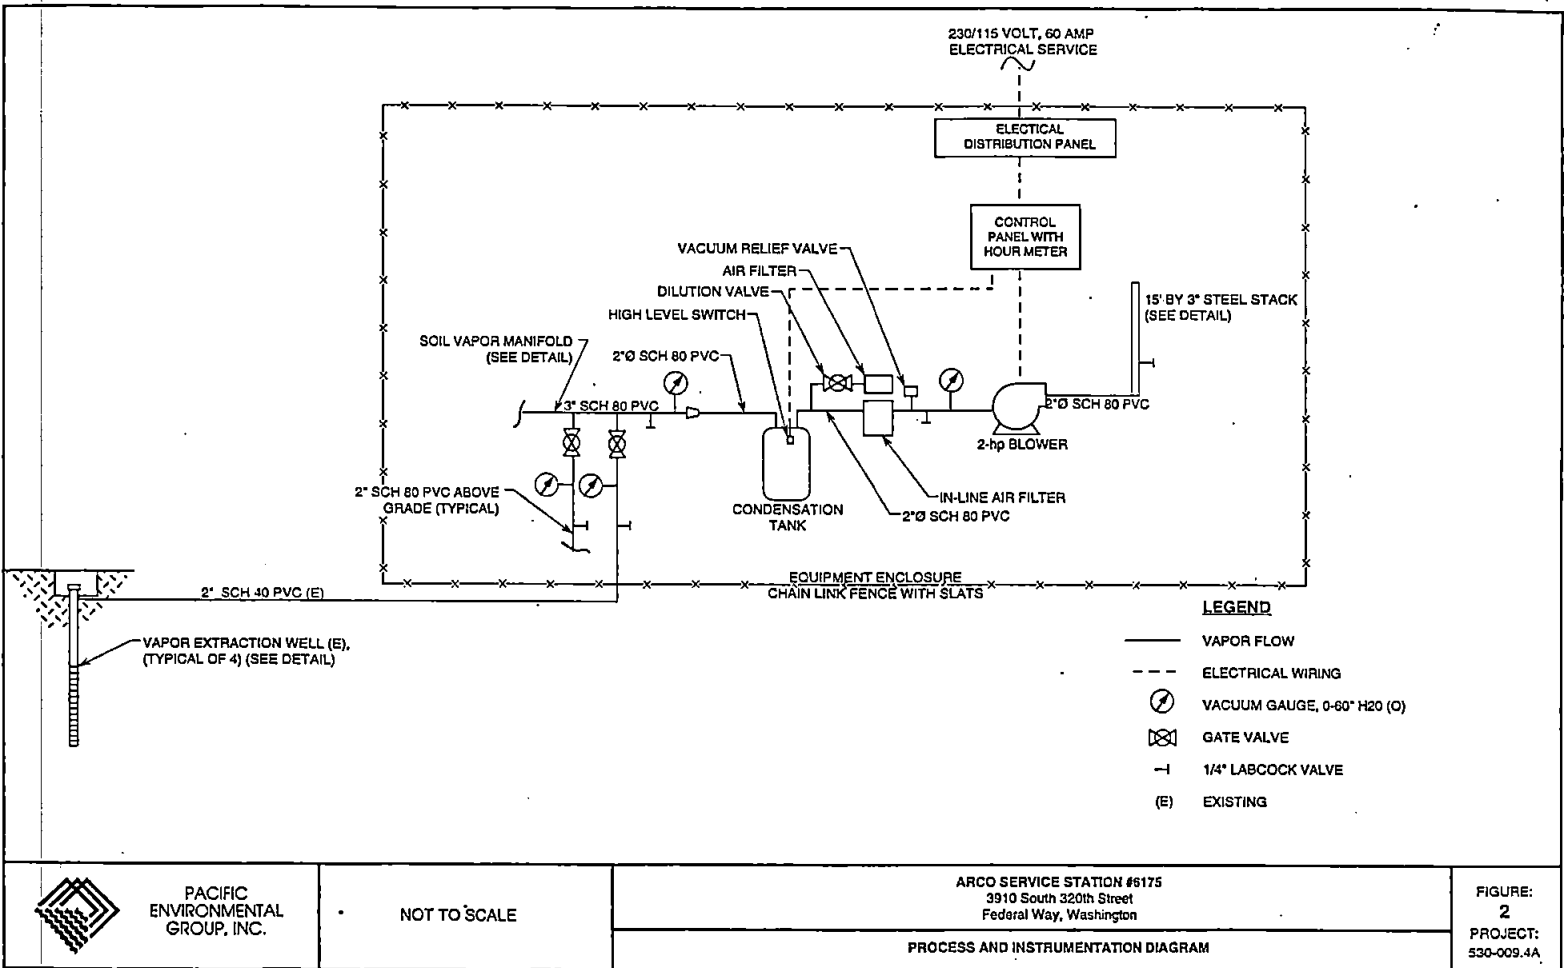 230/115 VOLT, 60 AMP
ELECTRICAL SERVICE
ELECTICAL
DISTRIBUTION PANEL
CONTROL
PANEL WITH
HOUR METER
VACUUM RELIEF VALVE
AIR FILTER
DILUTION VALVE
HIGH LEVEL SWITCH
15' BY 3" STEEL STACK
(SEE DETAIL)
SOIL VAPOR MANIFOLD
(SEE DETAIL)
2"Ø SCH 80 PVC
3" SCH 80 PVC
2"Ø SCH 80 PVC
2-hp BLOWER
2" SCH 80 PVC ABOVE
GRADE (TYPICAL)
CONDENSATION
TANK
IN-LINE AIR FILTER
2"Ø SCH 80 PVC
EQUIPMENT ENCLOSURE
CHAIN LINK FENCE WITH SLATS
2" SCH 40 PVC (E)
VAPOR EXTRACTION WELL (E),
(TYPICAL OF 4) (SEE DETAIL)
LEGEND
VAPOR FLOW
ELECTRICAL WIRING
VACUUM GAUGE, 0-60" H20 (O)
GATE VALVE
1/4" LABCOCK VALVE
(E) EXISTING
PACIFIC
ENVIRONMENTAL
GROUP, INC.
NOT TO SCALE
ARCO SERVICE STATION #6175
3910 South 320th Street
Federal Way, Washington
PROCESS AND INSTRUMENTATION DIAGRAM
FIGURE:
2
PROJECT:
530-009.4A